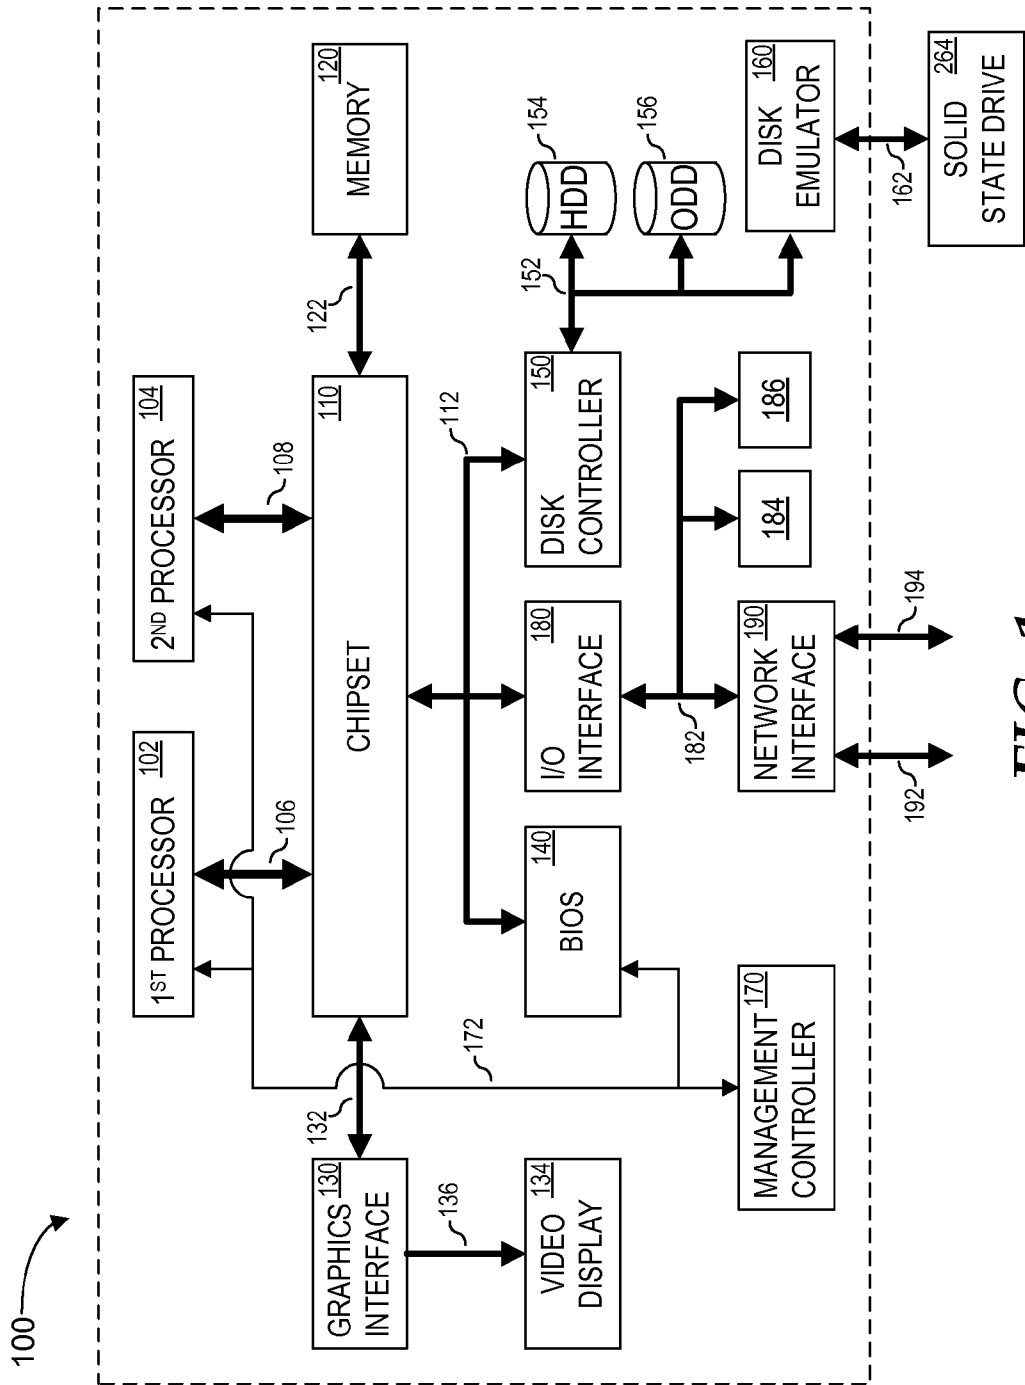 100
1ST PROCESSOR 102
2ND PROCESSOR 104
106
108
GRAPHICS INTERFACE 130
132
CHIPSET 110
122
MEMORY 120
136
172
112
VIDEO DISPLAY 134
BIOS 140
I/O INTERFACE 180
DISK CONTROLLER 150
152
HDD
154
ODD
156
182
MANAGEMENT CONTROLLER 170
NETWORK INTERFACE 190
184
186
DISK EMULATOR 160
192
194
162
SOLID STATE DRIVE 264